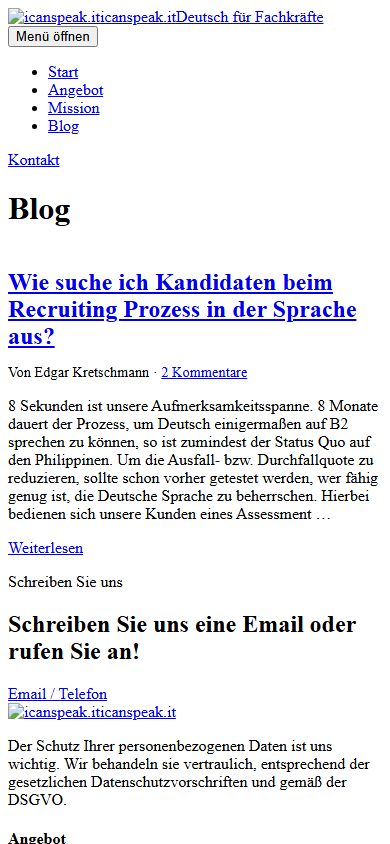 icanspeak.iticanspeak.itDeutsch für Fachkräfte
Menü öffnen
Start
Angebot
Mission
Blog
Kontakt
Blog
Wie suche ich Kandidaten beim
Recruiting Prozess in der Sprache
aus?
Von Edgar Kretschmann · 2 Kommentare
8 Sekunden ist unsere Aufmerksamkeitsspanne. 8 Monate
dauert der Prozess, um Deutsch einigermaßen auf B2
sprechen zu können, so ist zumindest der Status Quo auf
den Philippinen. Um die Ausfall- bzw. Durchfallquote zu
reduzieren, sollte schon vorher getestet werden, wer fähig
genug ist, die Deutsche Sprache zu beherrschen. Hierbei
bedienen sich unsere Kunden eines Assessment …
Weiterlesen
Schreiben Sie uns
Schreiben Sie uns eine Email oder
rufen Sie an!
Email / Telefon
icanspeak.iticanspeak.it
Der Schutz Ihrer personenbezogenen Daten ist uns
wichtig. Wir behandeln sie vertraulich, entsprechend der
gesetzlichen Datenschutzvorschriften und gemäß der
DSGVO.
Angebot